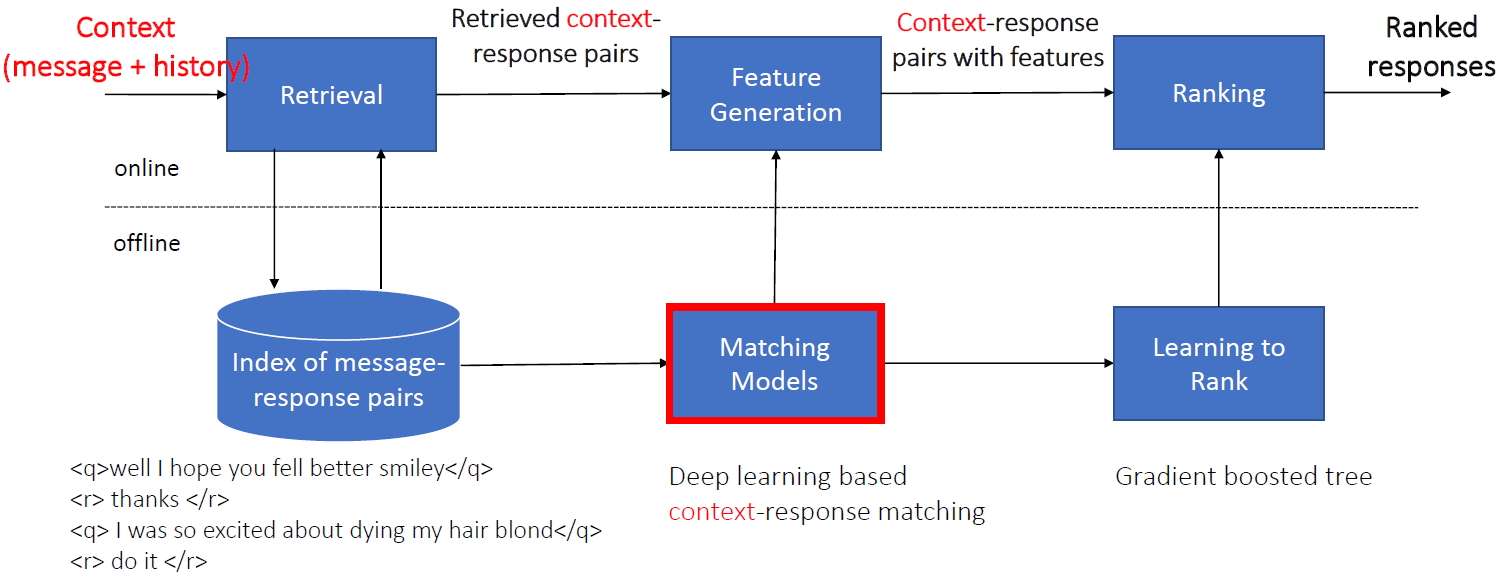 Context
(message + history)
Retrieval
Retrieved context-
response pairs
Feature
Generation
Context-response
pairs with features
Ranking
Ranked
responses
online
offline
Index of message-
response pairs
Matching
Models
Learning to
Rank
<q>well I hope you fell better smiley</q>
<r> thanks </r>
<q> I was so excited about dying my hair blond</q>
<r> do it </r>
Deep learning based
context-response matching
Gradient boosted tree